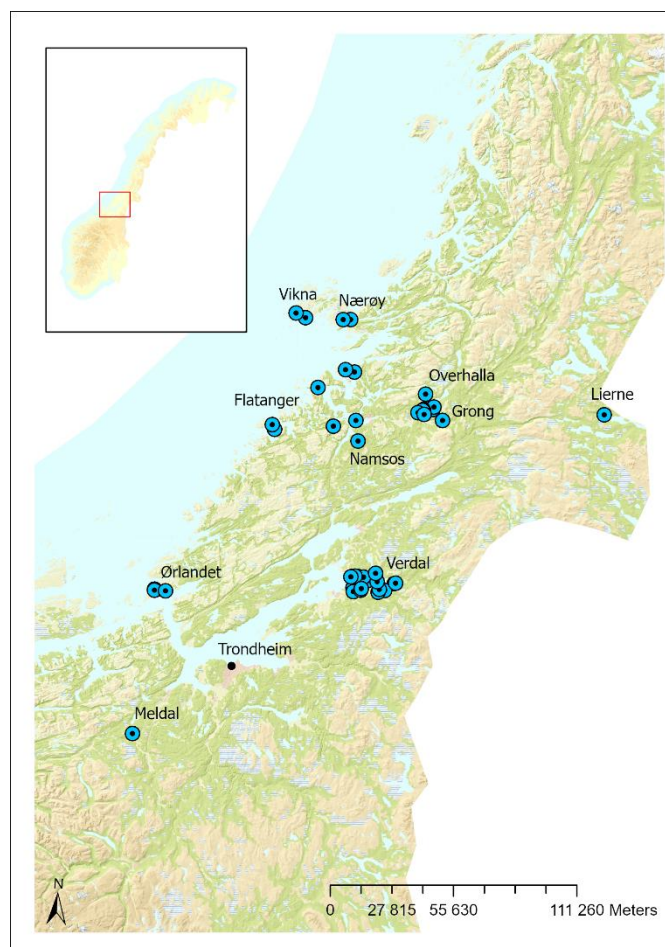 Vikna
Nærøy
Overhalla
Lierne
Flatanger
Grong
Namsos
Ørlandet
Verdal
Trondheim
Meldal
N
0 27 815 55 630 111 260 Meters